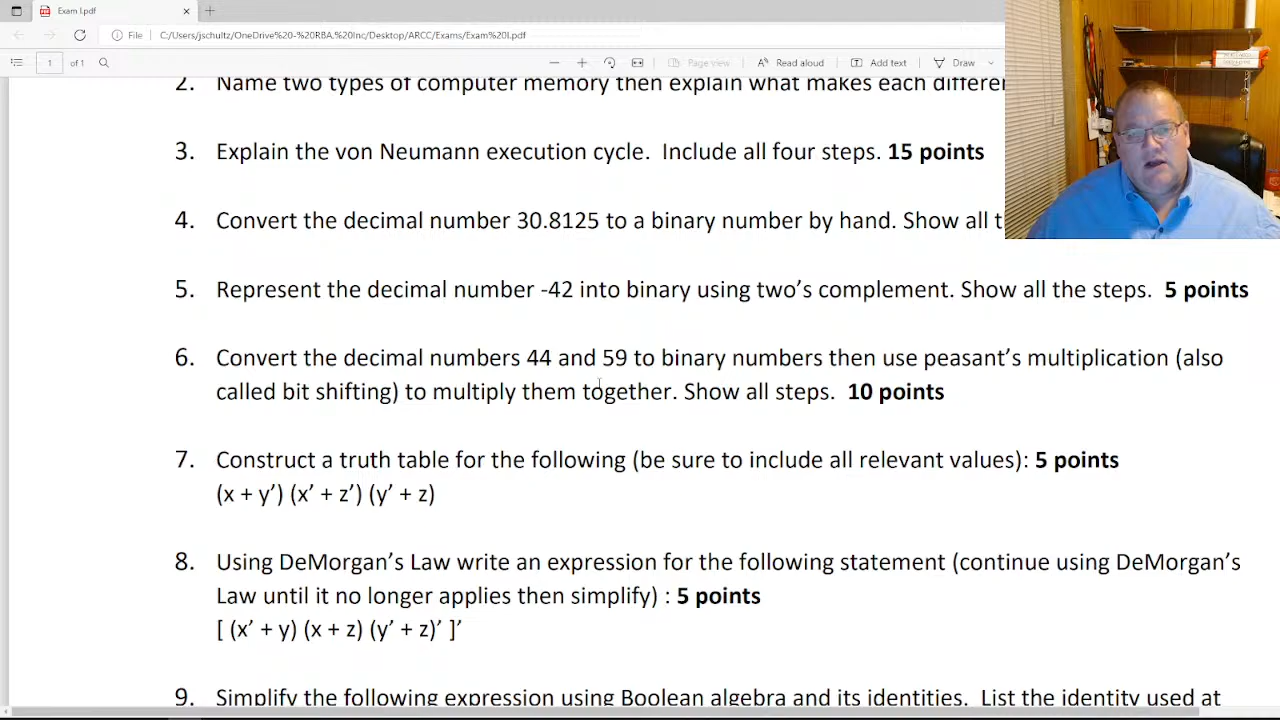 Exam I.pdf
File
C:/Users/jschultz/OneDrive%20-%20RBA,%20Inc/Desktop/ARCC/Exams/Exam%20I.pdf
1 of 1
Page view
Read aloud
Add text
Draw
2. Name two types of computer memory then explain what makes each
3. Explain the von Neumann execution cycle. Include all four steps. 15 points
4. Convert the decimal number 30.8125 to a binary number by hand. Show all
5. Represent the decimal number -42 into binary using two’s complement. Show all the steps. 5 points
6. Convert the decimal numbers 44 and 59 to binary numbers then use peasant’s multiplication (also
called bit shifting) to multiply them together. Show all steps. 10 points
7. Construct a truth table for the following (be sure to include all relevant values): 5 points
(x + y’) (x’ + z’) (y’ + z)
8. Using DeMorgan’s Law write an expression for the following statement (continue using DeMorgan’s
Law until it no longer applies then simplify) : 5 points
[ (x’ + y) (x + z) (y’ + z)’ ]’
9. Simplify the following expression using Boolean algebra and its identities. List the identity used at